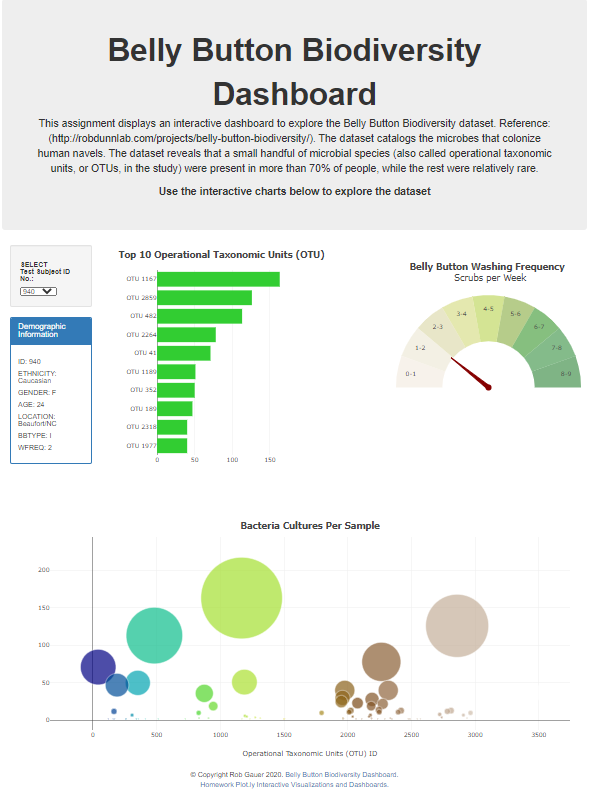 Belly Button Biodiversity
Dashboard
This assignment displays an interactive dashboard to explore the Belly Button Biodiversity dataset. Reference:
(http://robdunnlab.com/projects/belly-button-biodiversity/). The dataset catalogs the microbes that colonize
human navels. The dataset reveals that a small handful of microbial species (also called operational taxonomic
units, or OTUs, in the study) were present in more than 70% of people, while the rest were relatively rare.
Use the interactive charts below to explore the dataset
SELECT
Test Subject ID
No.:
940
Demographic
Information
ID: 940
ETHNICITY:
Caucasian
GENDER: F
AGE: 24
LOCATION:
Beaufort/NC
BBTYPE: I
WFREQ: 2
Top 10 Operational Taxonomic Units (OTU)
OTU 1167
OTU 2859
OTU 482
OTU 2264
OTU 41
OTU 1189
OTU 352
OTU 189
OTU 2318
OTU 1977
0 50 100 150
Belly Button Washing Frequency
Scrubs per Week
0-1
1-2
2-3
3-4
4-5
5-6
6-7
7-8
8-9
Bacteria Cultures Per Sample
200
150
100
50
0
0 500 1000 1500 2000 2500 3000 3500
Operational Taxonomic Units (OTU) ID
© Copyright Rob Gauer 2020. Belly Button Biodiversity Dashboard.
Homework Plot.ly Interactive Visualizations and Dashboards.